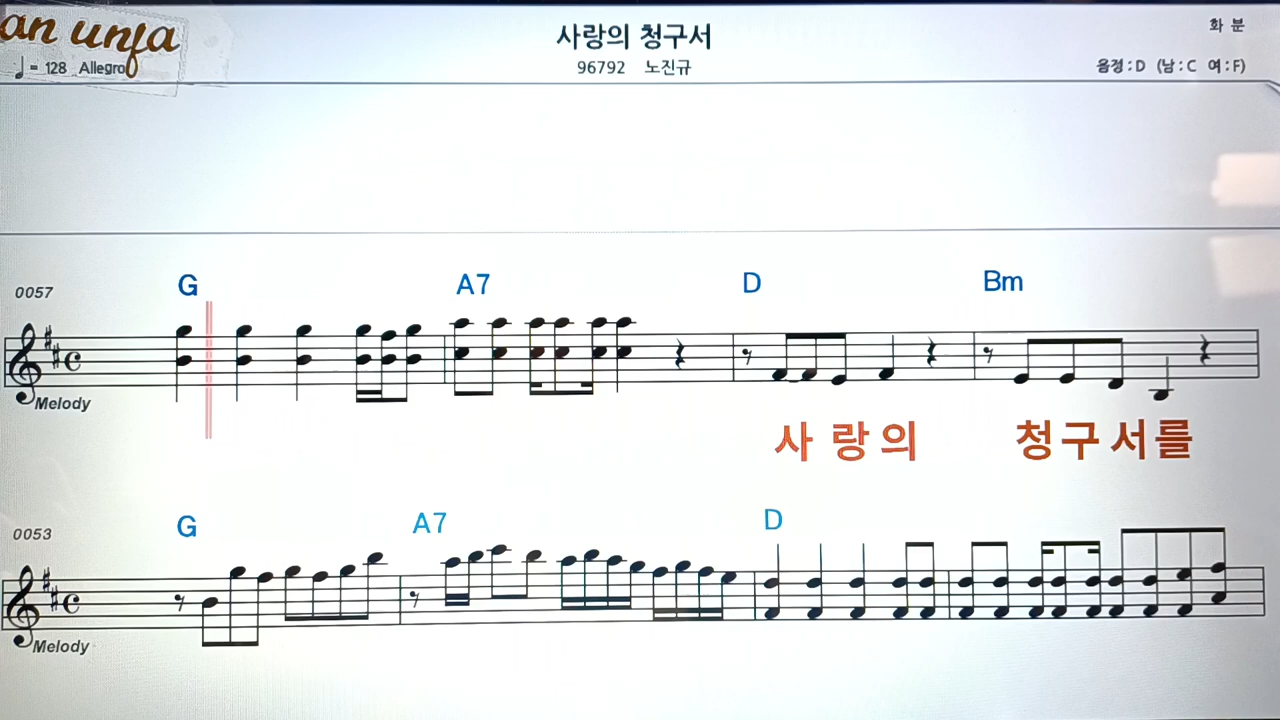 an unfa
사랑의 청구서
화 분
♩= 128 Allegro
96792 노진규
음정:D (남:C 여:F)
0057 G A7 D Bm
Melody
사 랑 의 청 구 서 를
0053 G A7 D
Melody